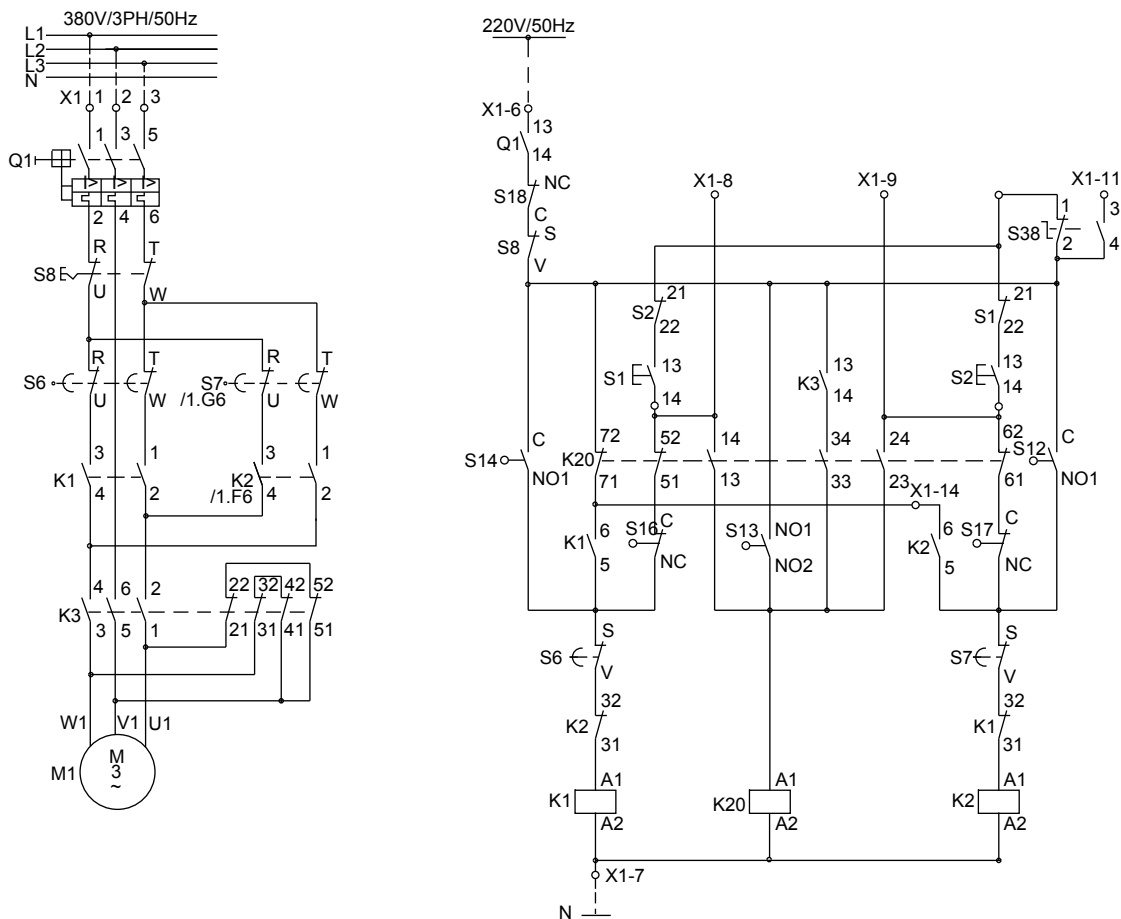 380V/3PH/50Hz
L1
L2
L3
N
X1 1 2 3
1 3 5
Q1
I> I> I>
2 4 6
R T
S8
U W
R T R T
S6 S7
/1.G6
U W U W
3 1 3 1
K1 K2
/1.F6
4 2 4 2
4 6 2 22 32 42 52
K3
3 5 1 21 31 41 51
W1 V1 U1
M1
M
3
~
220V/50Hz
X1-6
13
Q1
14
NC
S18
C
S
S8
V
X1-8 X1-9 X1-11
1 3
S38
2 4
21 21
S2 S1
22 22
13 13 13
S1 K3 S2
14 14 14
C 72 52 14 34 24 62 C
S14 K20 S12
NO1 71 51 13 33 23 61 NO1
X1-14
6 C NO1 6 C
K1 S16 S13 K2 S17
5 NC NO2 5 NC
S S
S6 S7
V V
32 32
K2 K1
31 31
A1 A1 A1
K1 K20 K2
A2 A2 A2
X1-7
N